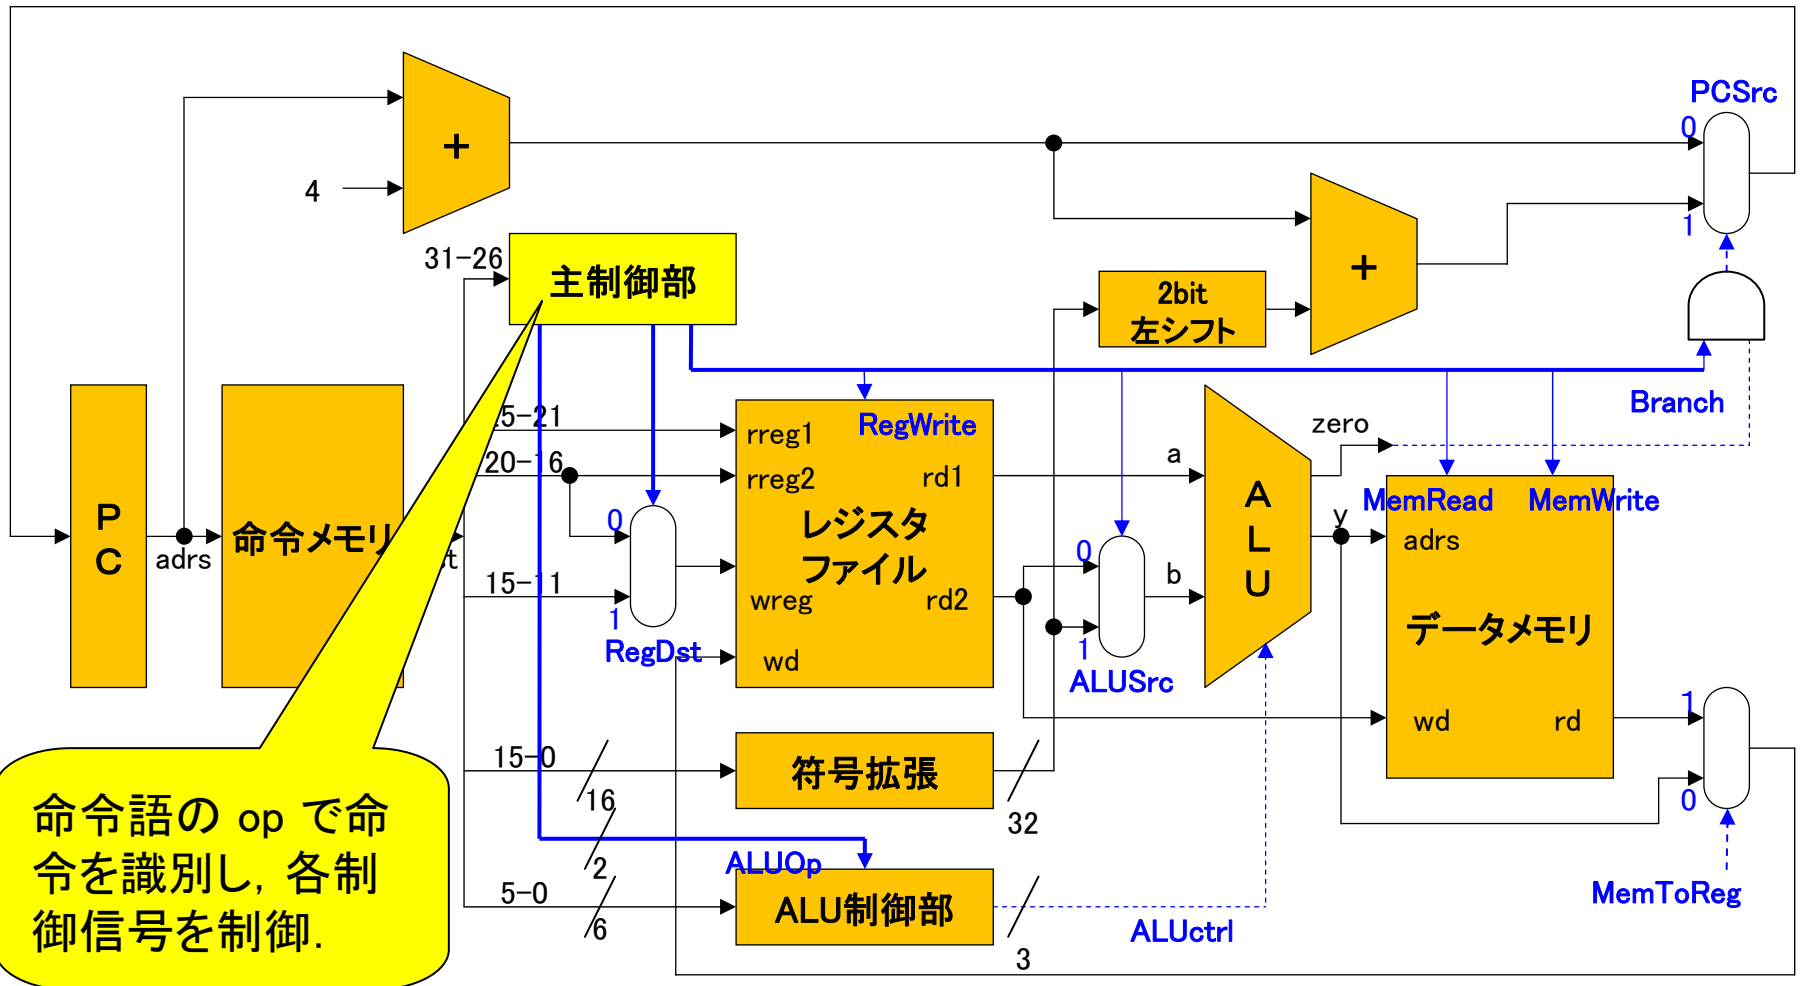 PCSrc
0
+
4
1
31-26
主制御部
2bit
左シフト
+
Branch
25-21
rreg1
RegWrite
zero
20-16
rreg2
rd1
a
MemRead
MemWrite
P
C
adrs
命令メモリ
0
レジスタ
ファイル
0
A
L
U
y
adrs
15-11
1
wreg
rd2
b
データメモリ
RegDst
wd
1
ALUSrc
wd
rd
1
15-0
16
符号拡張
32
0
命令語の op で命
令を識別し, 各制
御信号を制御.
2
ALUOp
5-0
6
ALU制御部
3
ALUctrl
MemToReg